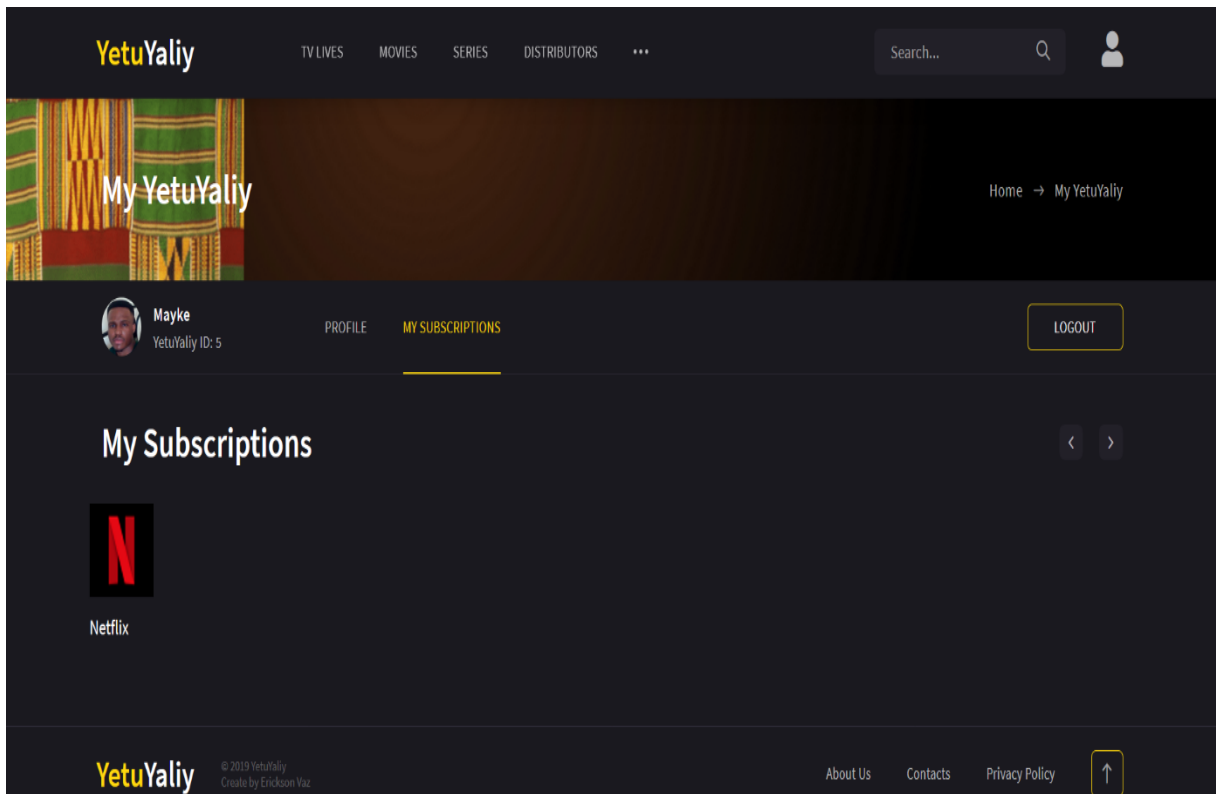 YetuYaliy TV LIVES MOVIES SERIES DISTRIBUTORS ••• Search...
My YetuYaliy Home → My YetuYaliy
Mayke
YetuYaliy ID: 5
PROFILE MY SUBSCRIPTIONS LOGOUT
My Subscriptions
N
Netflix
YetuYaliy
© 2019 YetuYaliy
Create by Erickson Vaz
About Us Contacts Privacy Policy